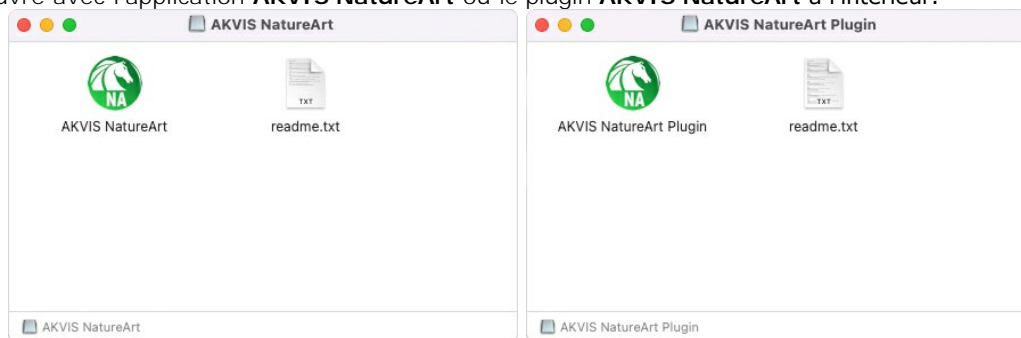 avec l'application AKVIS NatureArt ou le plugin AKVIS NatureArt à l'intérieur.
AKVIS NatureArt
AKVIS NatureArt Plugin
NA
TXT
NA
TXT
AKVIS NatureArt
readme.txt
AKVIS NatureArt Plugin
readme.txt
AKVIS NatureArt
AKVIS NatureArt Plugin